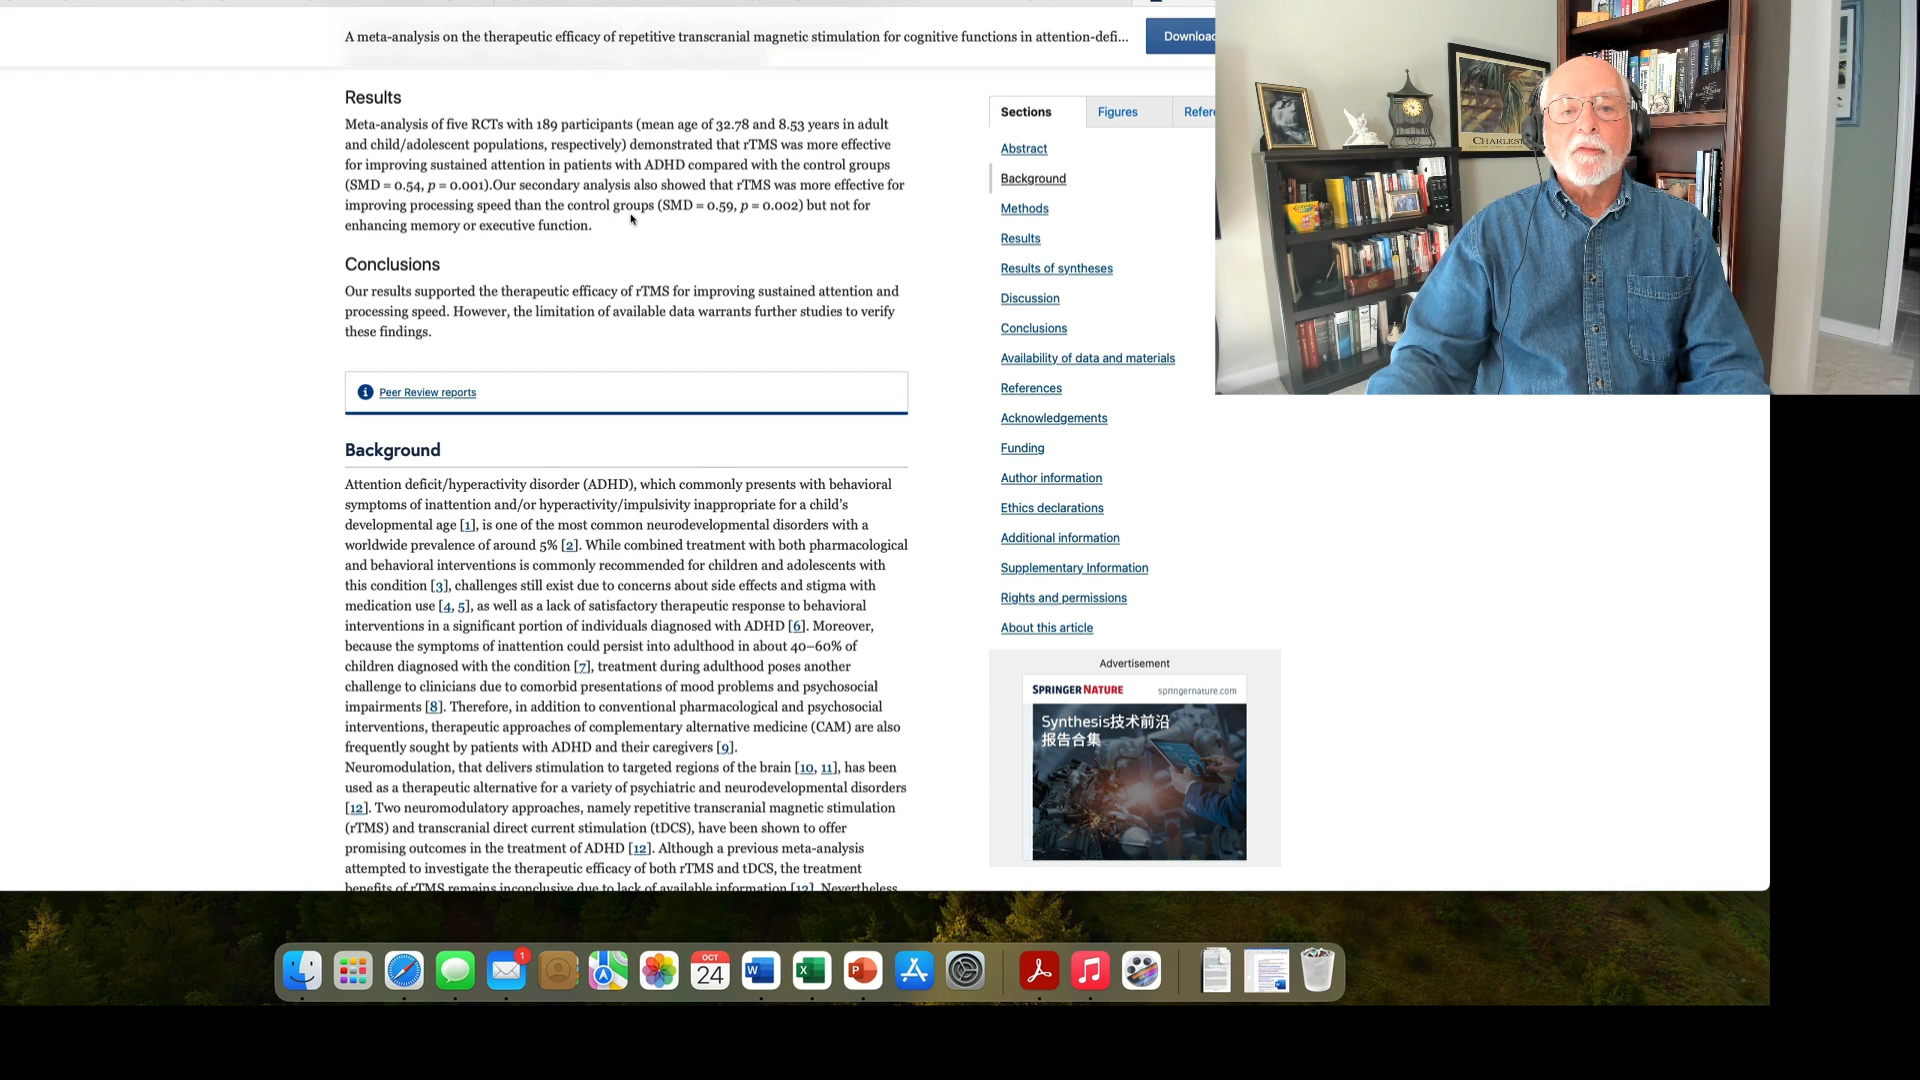 A meta-analysis on the therapeutic efficacy of repetitive transcranial magnetic stimulation for cognitive functions in attention-defi...
Download
Results
Meta-analysis of five RCTs with 189 participants (mean age of 32.78 and 8.53 years in adult
and child/adolescent populations, respectively) demonstrated that rTMS was more effective
for improving sustained attention in patients with ADHD compared with the control groups
(SMD = 0.54, p = 0.001).Our secondary analysis also showed that rTMS was more effective for
improving processing speed than the control groups (SMD = 0.59, p = 0.002) but not for
enhancing memory or executive function.
Conclusions
Our results supported the therapeutic efficacy of rTMS for improving sustained attention and
processing speed. However, the limitation of available data warrants further studies to verify
these findings.
Peer Review reports
Background
Attention deficit/hyperactivity disorder (ADHD), which commonly presents with behavioral
symptoms of inattention and/or hyperactivity/impulsivity inappropriate for a child's
developmental age [1], is one of the most common neurodevelopmental disorders with a
worldwide prevalence of around 5% [2]. While combined treatment with both pharmacological
and behavioral interventions is commonly recommended for children and adolescents with
this condition [3], challenges still exist due to concerns about side effects and stigma with
medication use [4, 5], as well as a lack of satisfactory therapeutic response to behavioral
interventions in a significant portion of individuals diagnosed with ADHD [6]. Moreover,
because the symptoms of inattention could persist into adulthood in about 40–60% of
children diagnosed with the condition [7], treatment during adulthood poses another
challenge to clinicians due to comorbid presentations of mood problems and psychosocial
impairments [8]. Therefore, in addition to conventional pharmacological and psychosocial
interventions, therapeutic approaches of complementary alternative medicine (CAM) are also
frequently sought by patients with ADHD and their caregivers [9].
Neuromodulation, that delivers stimulation to targeted regions of the brain [10, 11], has been
used as a therapeutic alternative for a variety of psychiatric and neurodevelopmental disorders
[12]. Two neuromodulatory approaches, namely repetitive transcranial magnetic stimulation
(rTMS) and transcranial direct current stimulation (tDCS), have been shown to offer
promising outcomes in the treatment of ADHD [12]. Although a previous meta-analysis
attempted to investigate the therapeutic efficacy of both rTMS and tDCS, the treatment
benefits of rTMS remains inconclusive due to lack of available information [12]. Nevertheless,
Sections
Figures
Refer
Abstract
Background
Methods
Results
Results of syntheses
Discussion
Conclusions
Availability of data and materials
References
Acknowledgements
Funding
Author information
Ethics declarations
Additional information
Supplementary Information
Rights and permissions
About this article
Advertisement
SPRINGER NATURE
springernature.com
Synthesis技术前沿
报告合集
CHARLES
1
OCT
24
W
X
P